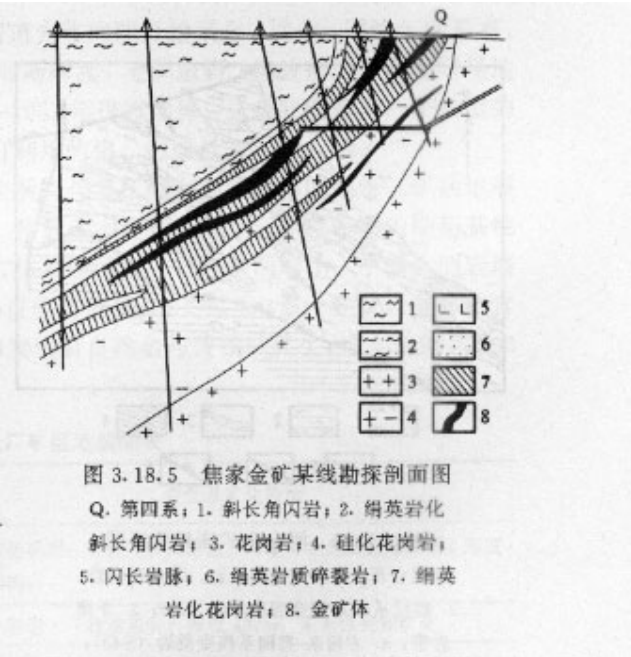 Q
1 5
2 6
3 7
4 8
图 3.18.5 焦家金矿某线勘探剖面图
Q. 第四系；1. 斜长角闪岩；2. 绢英岩化
斜长角闪岩；3. 花岗岩；4. 硅化花岗岩；
5. 闪长岩脉；6. 绢英岩质碎裂岩；7. 绢英
岩化花岗岩；8. 金矿体